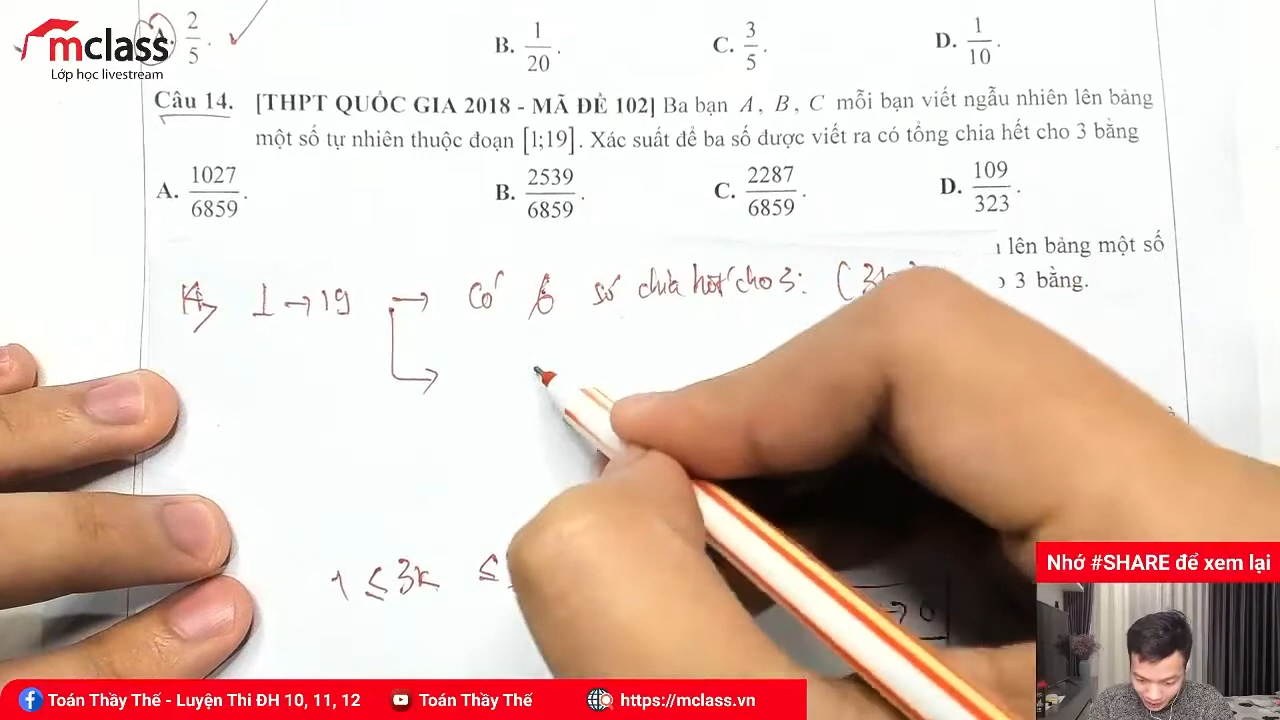 mclass
Lớp học livestream
A. 2/5.
B. 1/20.
C. 3/5.
D. 1/10.
Câu 14. [THPT QUỐC GIA 2018 - MÃ ĐỀ 102] Ba bạn A, B, C mỗi bạn viết ngẫu nhiên lên bảng
một số tự nhiên thuộc đoạn [1;19]. Xác suất để ba số được viết ra có tổng chia hết cho 3 bằng
A. 1027/6859.
B. 2539/6859.
C. 2287/6859.
D. 109/323.
lên bảng một số
3 bằng.
1 → 19 → Có 6 số chia hết cho 3: (3k
1 ≤ 3k ≤
Nhớ #SHARE để xem lại
Toán Thầy Thế - Luyện Thi ĐH 10, 11, 12
Toán Thầy Thế
https://mclass.vn